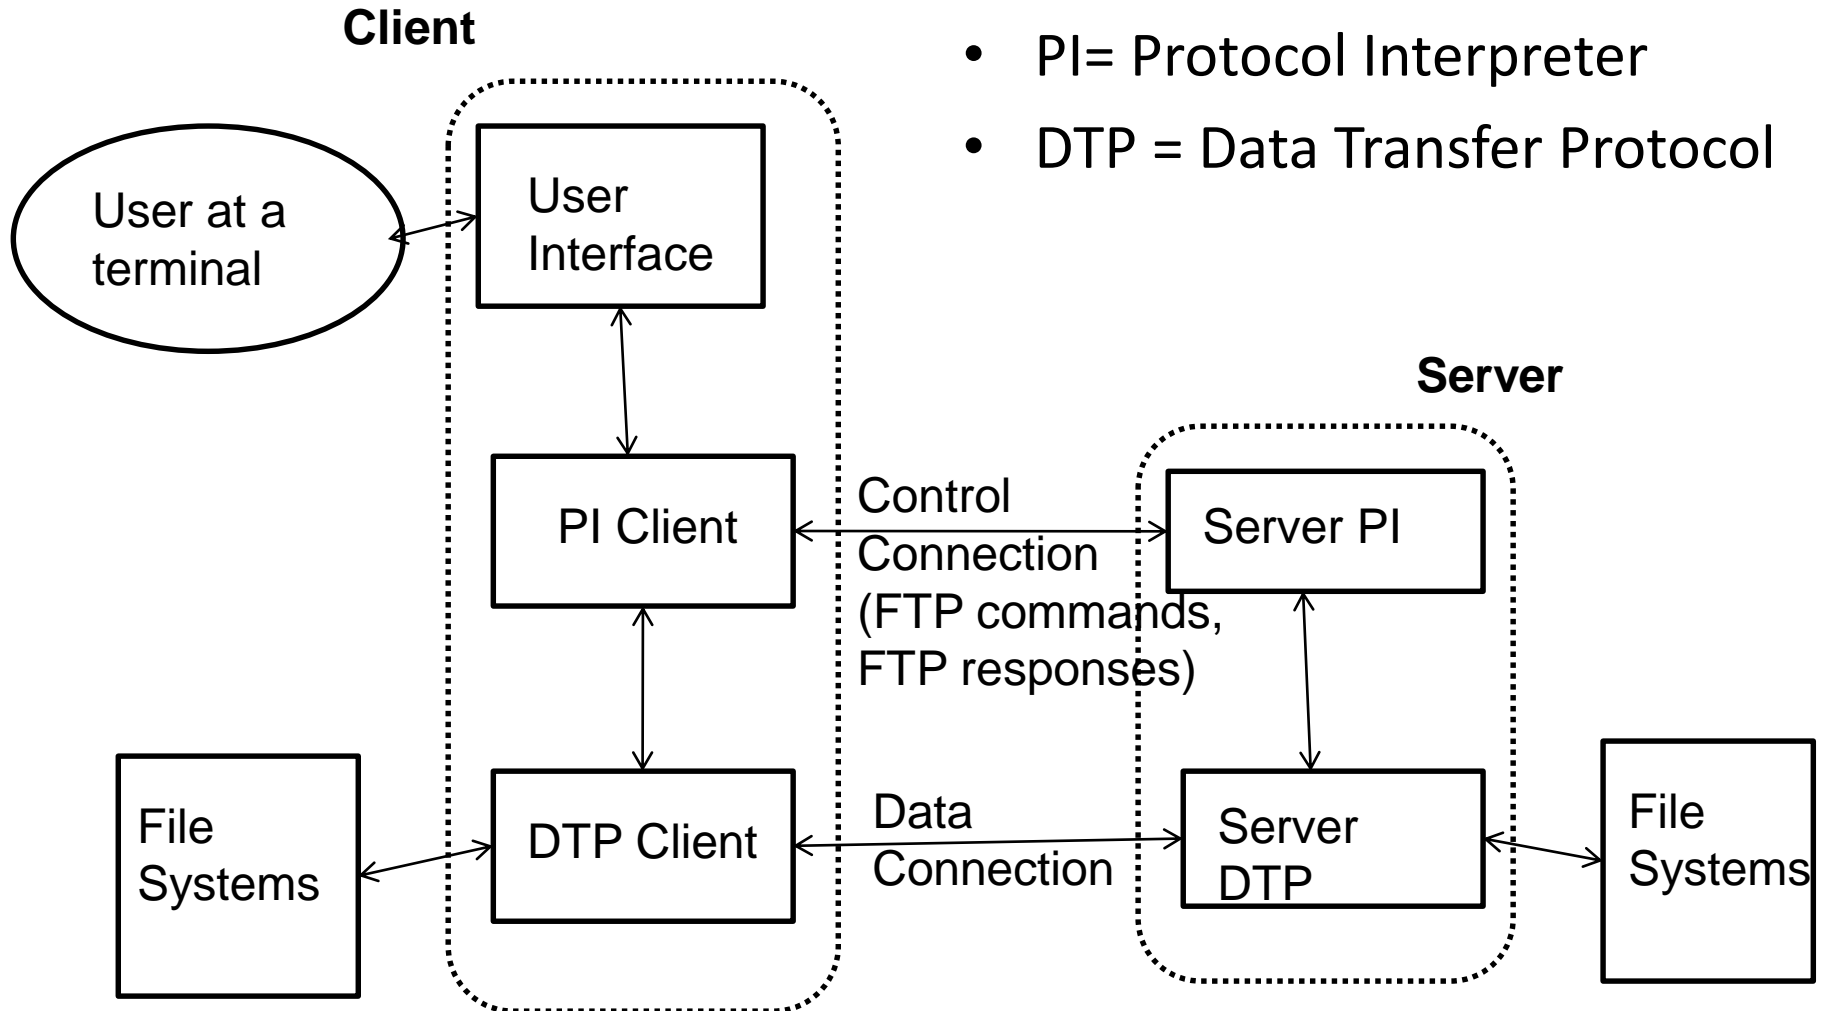 Client
• PI= Protocol Interpreter
• DTP = Data Transfer Protocol
User at a
terminal
User
Interface
Server
PI Client
Control
Connection
(FTP commands,
FTP responses)
Server PI
File
Systems
DTP Client
Data
Connection
Server
DTP
File
Systems